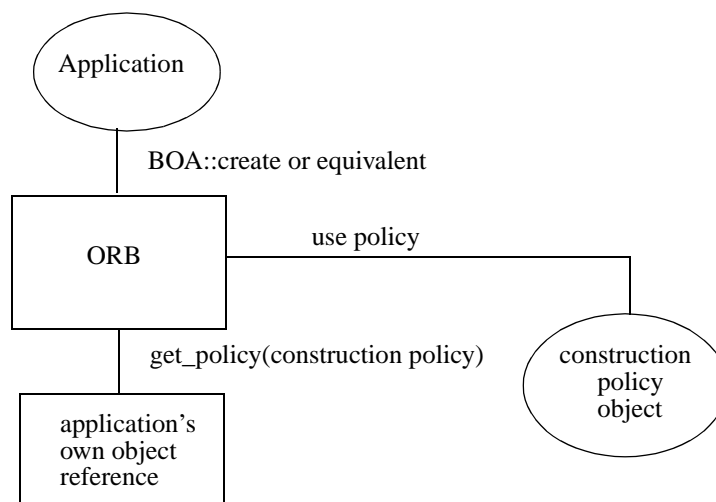 Application
BOA::create or equivalent
ORB
use policy
get_policy(construction policy)
construction
policy
object
application’s
own object
reference